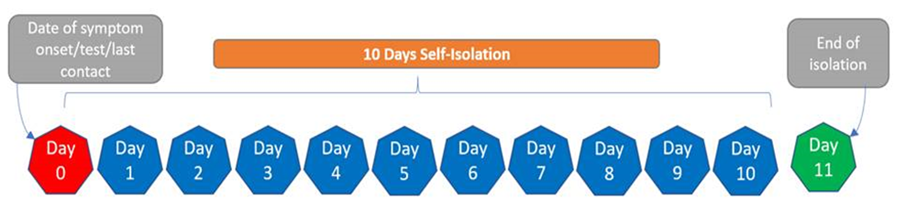 Date of symptom
onset/test/last
contact
10 Days Self-Isolation
End of
isolation
Day
0
Day
1
Day
2
Day
3
Day
4
Day
5
Day
6
Day
7
Day
8
Day
9
Day
10
Day
11